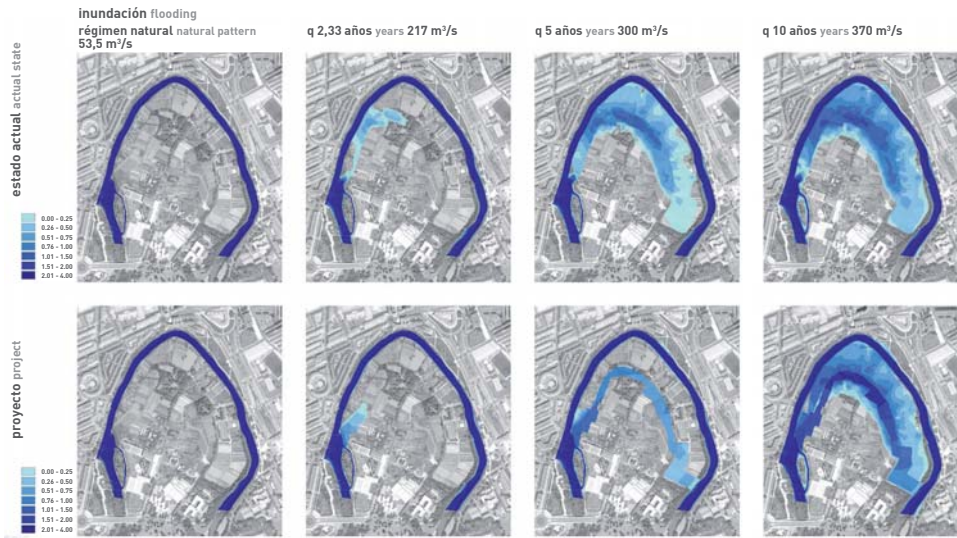 inundación flooding
régimen natural natural pattern
53,5 m³/s
q 2,33 años years 217 m³/s
q 5 años years 300 m³/s
q 10 años years 370 m³/s
estado actual actual state
0.00 - 0.25
0.26 - 0.50
0.51 - 0.75
0.76 - 1.00
1.01 - 1.50
1.51 - 2.00
2.01 - 4.00
proyecto project
0.00 - 0.25
0.26 - 0.50
0.51 - 0.75
0.76 - 1.00
1.01 - 1.50
1.51 - 2.00
2.01 - 4.00